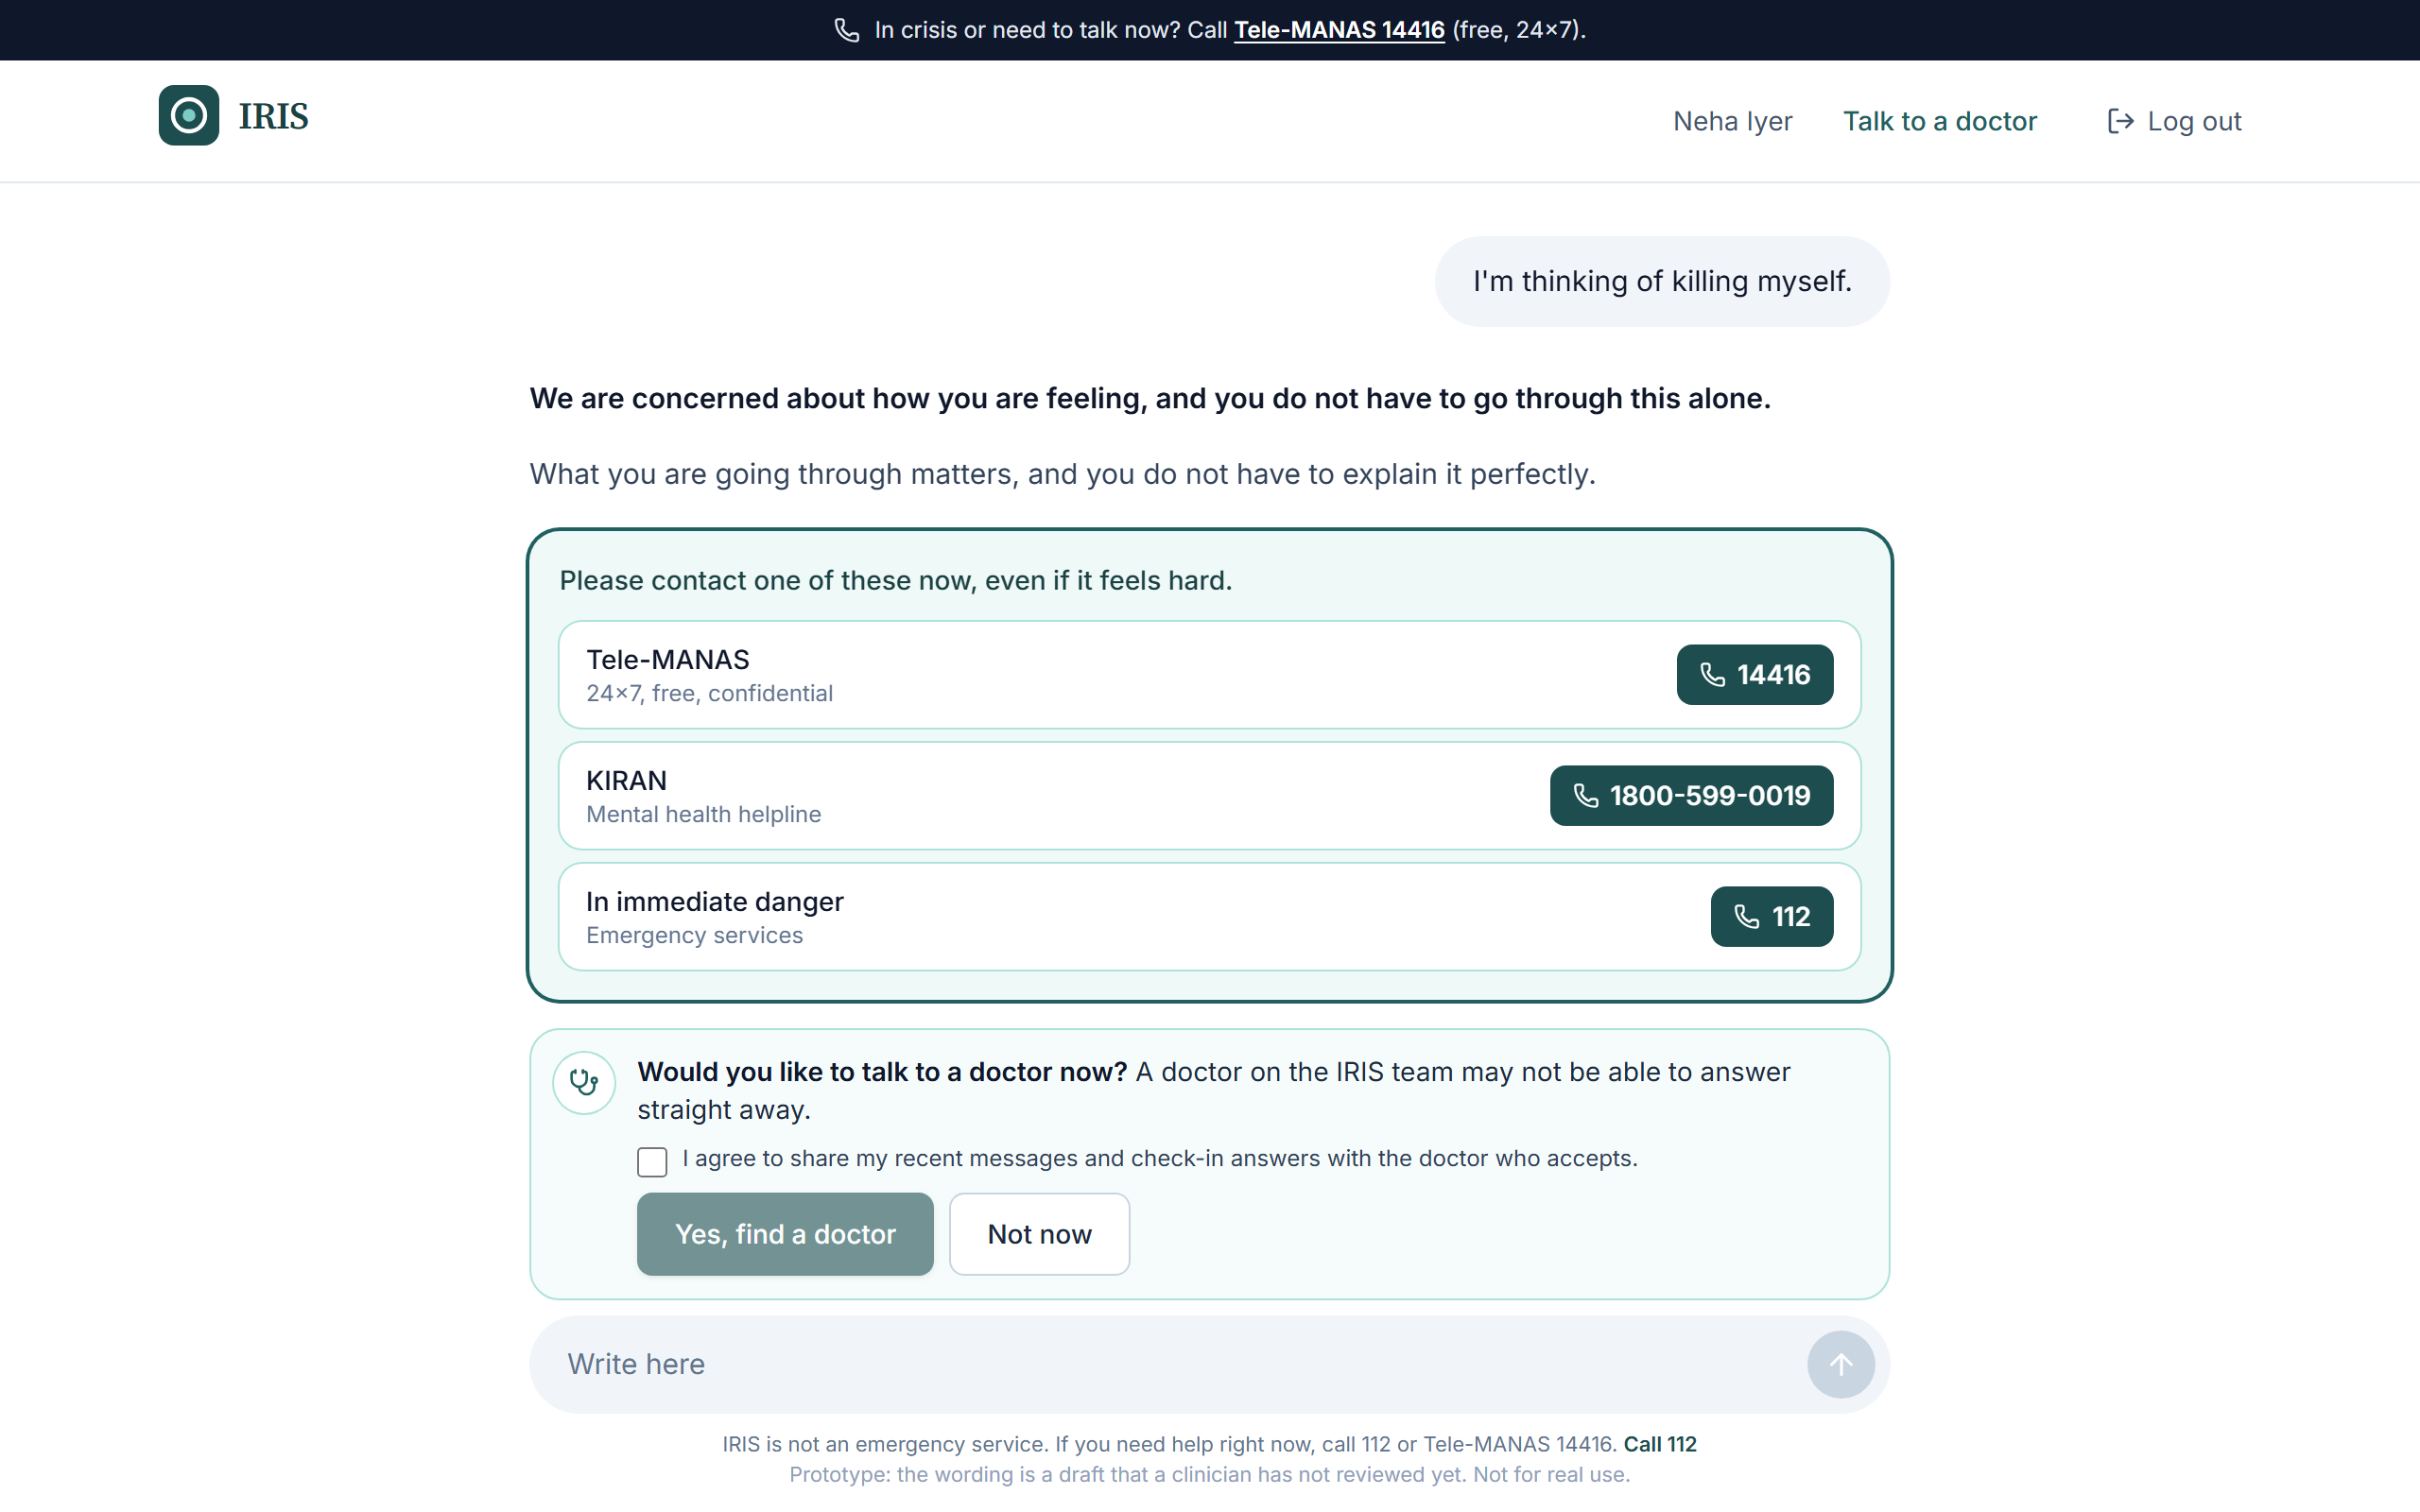 In crisis or need to talk now? Call Tele-MANAS 14416 (free, 24×7).
IRIS
Neha Iyer
Talk to a doctor
Log out
I'm thinking of killing myself.
We are concerned about how you are feeling, and you do not have to go through this alone.
What you are going through matters, and you do not have to explain it perfectly.
Please contact one of these now, even if it feels hard.
Tele-MANAS
24×7, free, confidential
14416
KIRAN
Mental health helpline
1800-599-0019
In immediate danger
Emergency services
112
Would you like to talk to a doctor now? A doctor on the IRIS team may not be able to answer
straight away.
I agree to share my recent messages and check-in answers with the doctor who accepts.
Yes, find a doctor
Not now
Write here
IRIS is not an emergency service. If you need help right now, call 112 or Tele-MANAS 14416. Call 112
Prototype: the wording is a draft that a clinician has not reviewed yet. Not for real use.